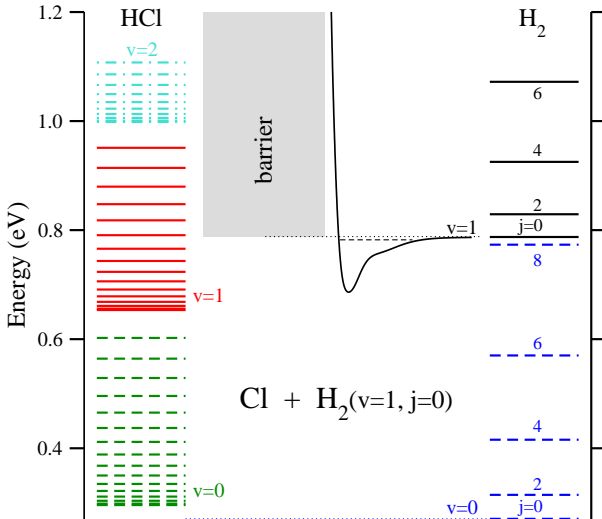 HCl
H2
1.2
v=2
6
1.0
barrier
4
2
0.8
v=1
j=0
8
Energy (eV)
v=1
0.6
6
Cl + H2(v=1, j=0)
4
0.4
v=0
2
v=0
j=0